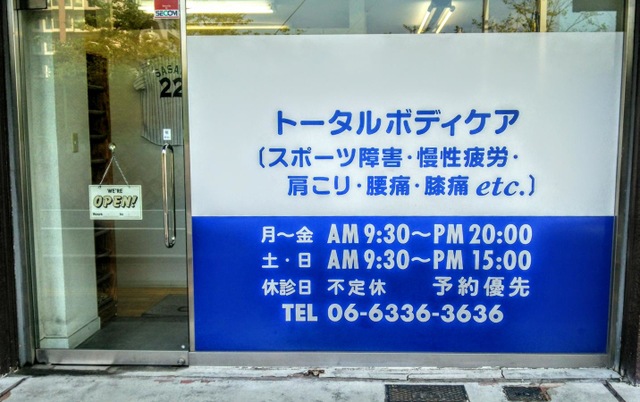 SECOM
SASA
22
WE'RE
OPEN!
トータルボディケア
（スポーツ障害・慢性疲労・
肩こり・腰痛・膝痛 etc.）
月～金 AM 9:30～PM 20:00
土・日 AM 9:30～PM 15:00
休診日 不定休 予約優先
TEL 06-6336-3636